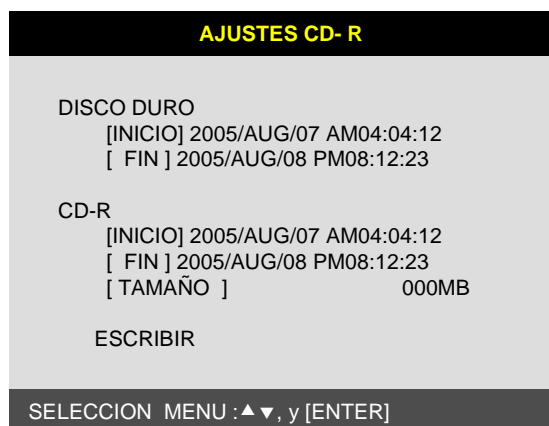 AJUSTES CD- R
DISCO DURO
[INICIO] 2005/AUG/07 AM04:04:12
[ FIN ] 2005/AUG/08 PM08:12:23
CD-R
[INICIO] 2005/AUG/07 AM04:04:12
[ FIN ] 2005/AUG/08 PM08:12:23
[ TAMAÑO ] 000MB
ESCRIBIR
SELECCION MENU :▲ ▼, y [ENTER]